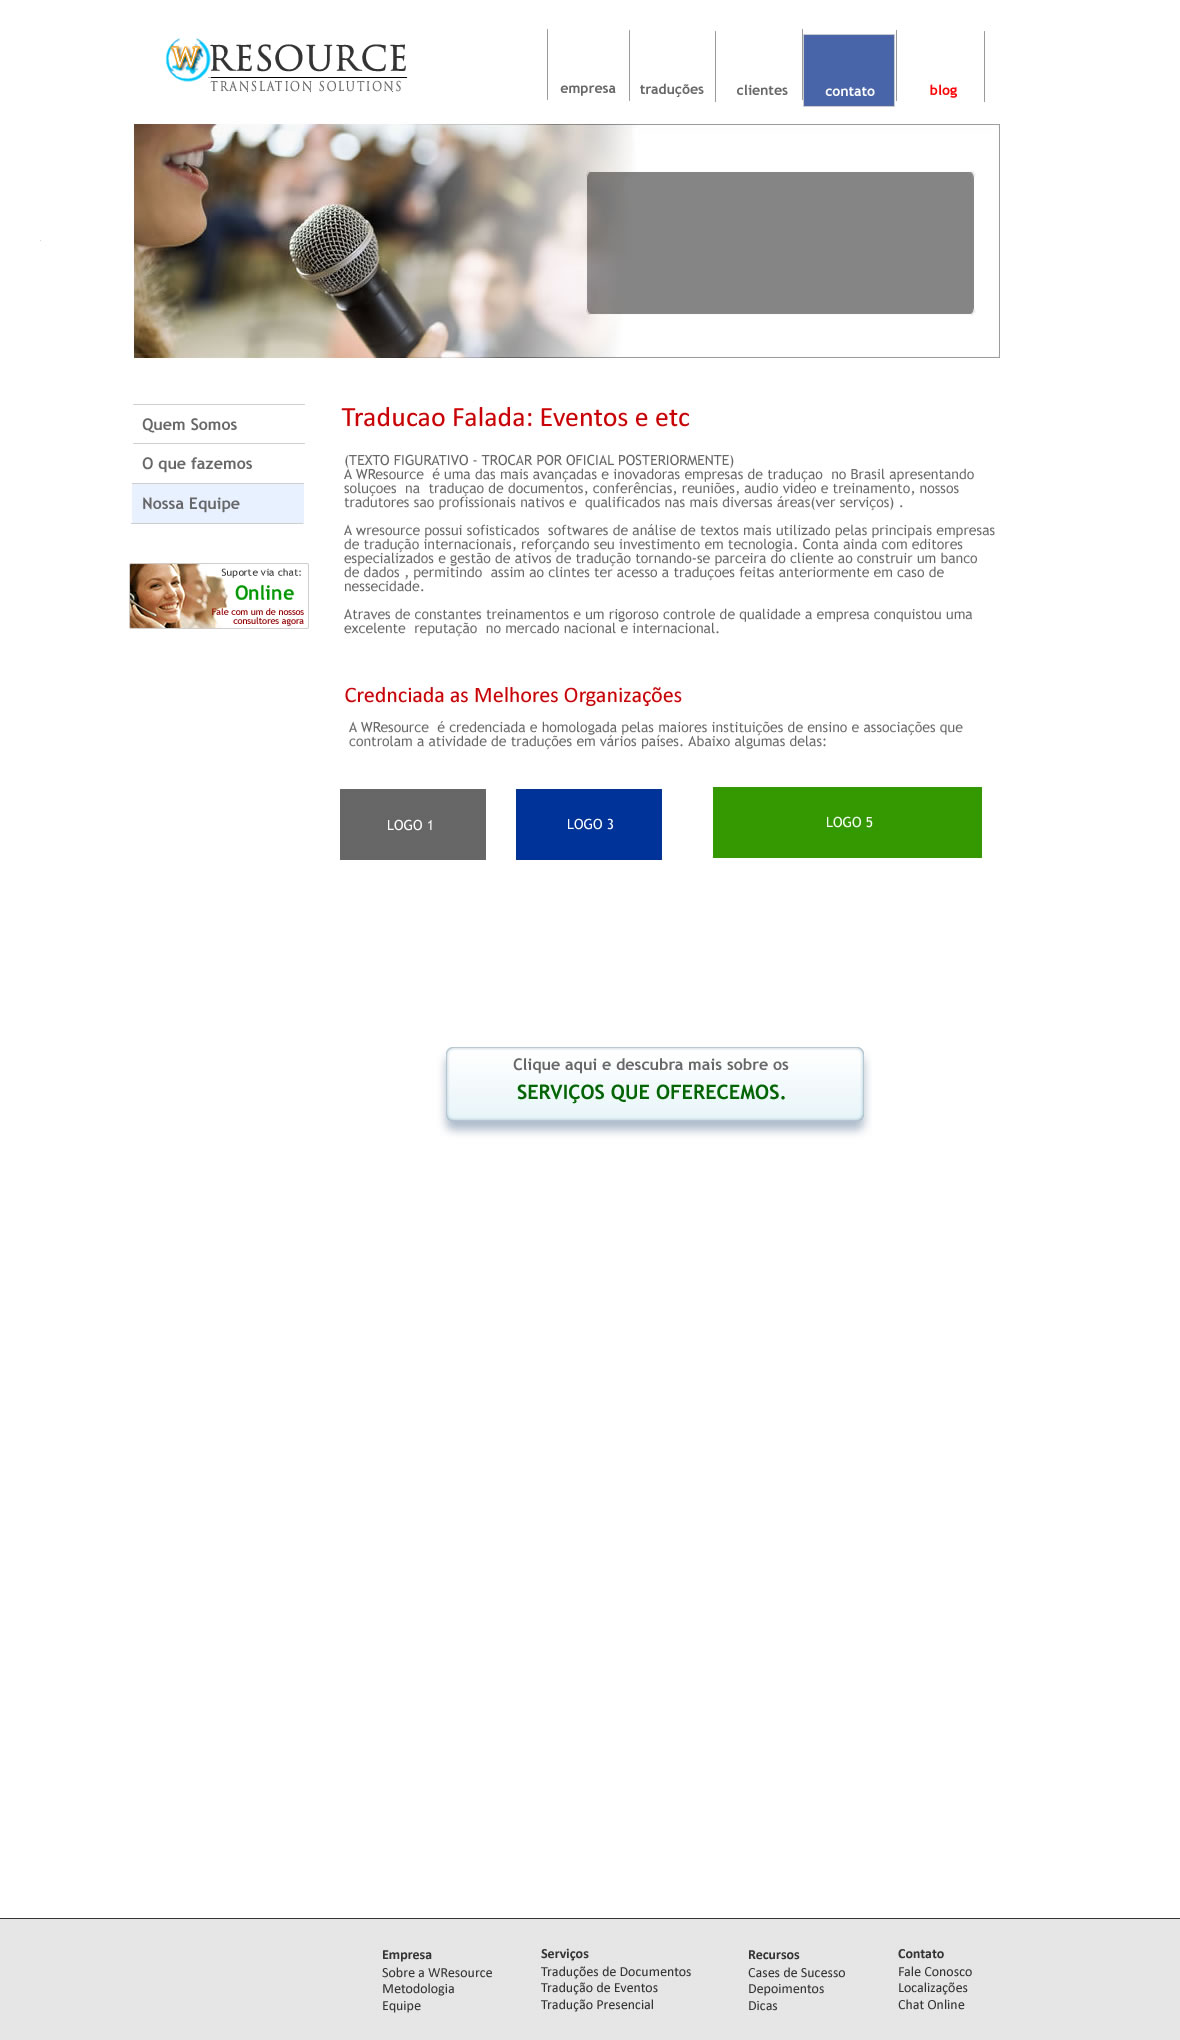 WRESOURCE
TRANSLATION SOLUTIONS
empresa
traduções
clientes
contato
blog
Quem Somos
O que fazemos
Nossa Equipe
Suporte via chat:
Online
Fale com um de nossos
consultores agora
Traducao Falada: Eventos e etc
(TEXTO FIGURATIVO - TROCAR POR OFICIAL POSTERIORMENTE)
A WResource  é uma das mais avançadas e inovadoras empresas de traduçao  no Brasil apresentando
soluçoes  na  traduçao de documentos, conferências, reuniões, audio video e treinamento, nossos
tradutores sao profissionais nativos e  qualificados nas mais diversas áreas(ver serviços) .
A wresource possui sofisticados  softwares de análise de textos mais utilizado pelas principais empresas
de tradução internacionais, reforçando seu investimento em tecnologia. Conta ainda com editores
especializados e gestão de ativos de tradução tornando-se parceira do cliente ao construir um banco
de dados , permitindo  assim ao clintes ter acesso a traduçoes feitas anteriormente em caso de
nessecidade.
Atraves de constantes treinamentos e um rigoroso controle de qualidade a empresa conquistou uma
excelente  reputação  no mercado nacional e internacional.
Crednciada as Melhores Organizações
A WResource  é credenciada e homologada pelas maiores instituições de ensino e associações que
controlam a atividade de traduções em vários países. Abaixo algumas delas:
LOGO 1
LOGO 3
LOGO 5
Clique aqui e descubra mais sobre os
SERVIÇOS QUE OFERECEMOS.
Empresa
Sobre a WResource
Metodologia
Equipe
Serviços
Traduções de Documentos
Tradução de Eventos
Tradução Presencial
Recursos
Cases de Sucesso
Depoimentos
Dicas
Contato
Fale Conosco
Localizações
Chat Online